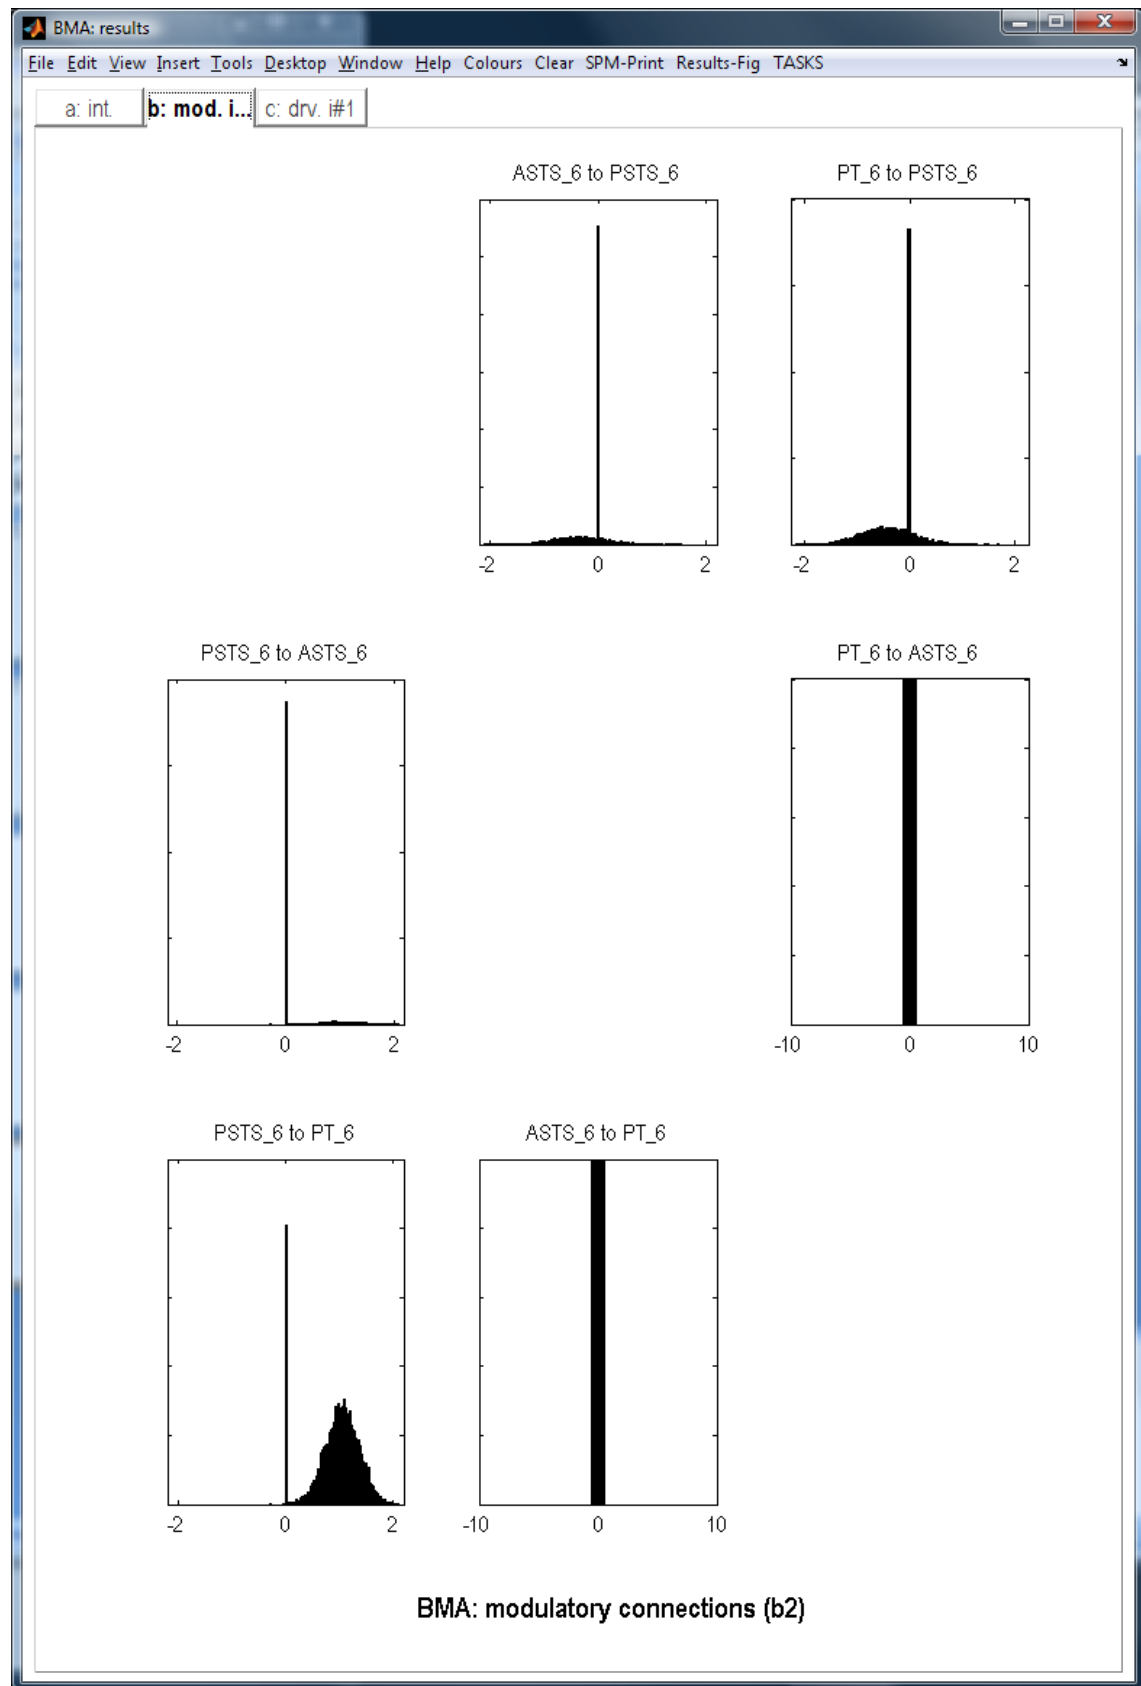 BMA: results
File Edit View Insert Tools Desktop Window Help Colours Clear SPM-Print Results-Fig TASKS
a: int. b: mod. i... c: drv. i#1
ASTS_6 to PSTS_6 PT_6 to PSTS_6
-2 0 2 -2 0 2
PSTS_6 to ASTS_6 PT_6 to ASTS_6
-2 0 2 -10 0 10
PSTS_6 to PT_6 ASTS_6 to PT_6
-2 0 2 -10 0 10
BMA: modulatory connections (b2)